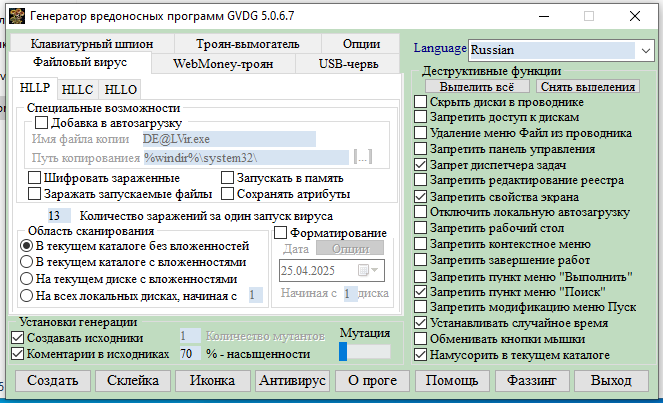 Генератор вредоносных программ GVDG 5.0.6.7
Клавиатурный шпион
Троян-вымогатель
Опции
Language
Russian
Файловый вирус
WebMoney-троян
USB-червь
HLLP
HLLC
HLLO
Специальные возможности
Добавка в автозагрузку
Имя файла копии
DE@LVir.exe
Путь копирования
%windir%\system32\
[...]
Шифровать зараженные
Запускать в память
Заражать запускаемые файлы
Сохранять атрибуты
13
Количество заражений за один запуск вируса
Область сканирования
В текущем каталоге без вложенностей
В текущем каталоге с вложенностями
На текущем диске с вложенностями
На всех локальных дисках, начиная с
1
Форматирование
Дата
Опции
25.04.2025
Начиная с
1
диска
Деструктивные функции
Выделить всё
Снять выделения
Скрыть диски в проводнике
Запретить доступ к дискам
Удаление меню Файл из проводника
Запретить панель управления
Запрет диспетчера задач
Запретить редактирование реестра
Запретить свойства экрана
Отключить локальную автозагрузку
Запретить рабочий стол
Запретить контекстное меню
Запретить завершение работ
Запретить пункт меню "Выполнить"
Запретить пункт меню "Поиск"
Запретить модификацию меню Пуск
Устанавливать случайное время
Обменивать кнопки мышки
Намусорить в текущем каталоге
Установки генерации
Создавать исходники
1
Количество мутантов
Мутация
Коментарии в исходниках
70
% - насыщенности
Создать
Склейка
Иконка
Антивирус
О проге
Помощь
Фаззинг
Выход